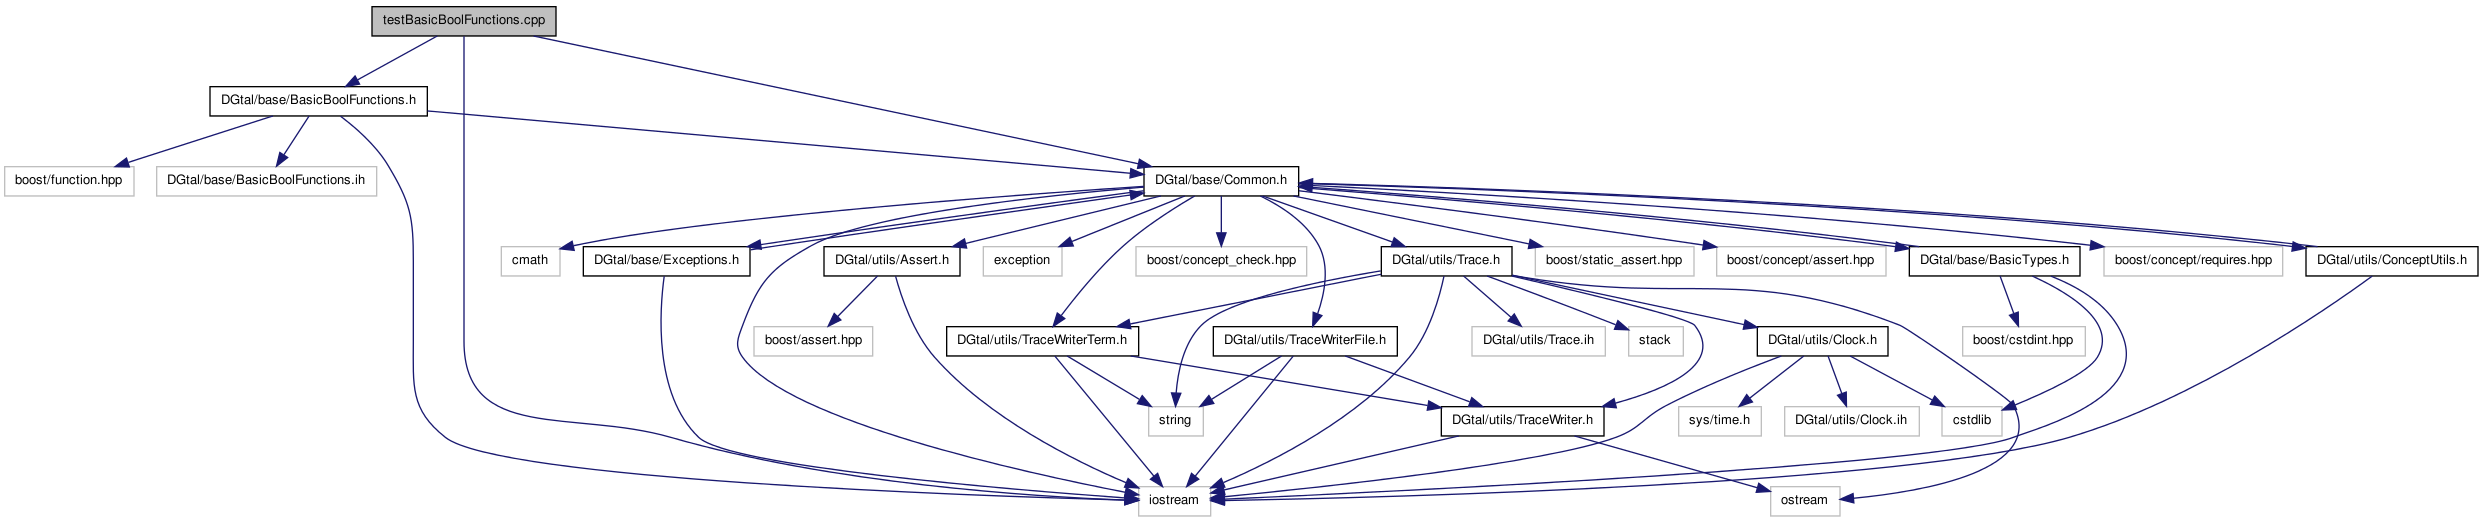 testBasicBoolFunctions.cpp
DGtal/base/BasicBoolFunctions.h
boost/function.hpp
DGtal/base/BasicBoolFunctions.ih
DGtal/base/Common.h
cmath
DGtal/base/Exceptions.h
DGtal/utils/Assert.h
exception
boost/concept_check.hpp
DGtal/utils/Trace.h
boost/static_assert.hpp
boost/concept/assert.hpp
DGtal/base/BasicTypes.h
boost/concept/requires.hpp
DGtal/utils/ConceptUtils.h
boost/assert.hpp
DGtal/utils/TraceWriterTerm.h
DGtal/utils/TraceWriterFile.h
DGtal/utils/Trace.ih
stack
DGtal/utils/Clock.h
boost/cstdint.hpp
string
DGtal/utils/TraceWriter.h
sys/time.h
DGtal/utils/Clock.ih
cstdlib
iostream
ostream